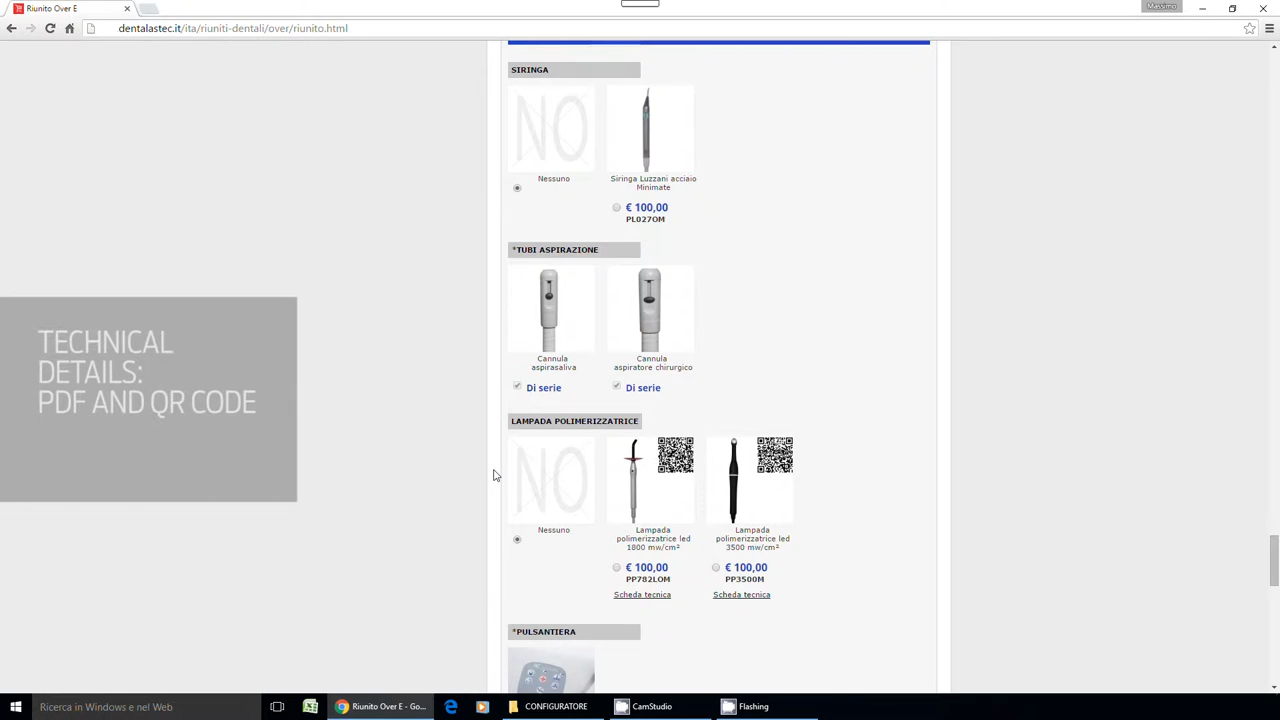 Riunito Over E
Massimo
dentalastec.it/ita/riuniti-dentali/over/riunito.html
SIRINGA
NO
Nessuno
Siringa Luzzani acciaio
Minimate
€ 100,00
PL027OM
*TUBI ASPIRAZIONE
Cannula
aspirasaliva
Di serie
Cannula
aspiratore chirurgico
Di serie
TECHNICAL
DETAILS:
PDF AND QR CODE
LAMPADA POLIMERIZZATRICE
NO
Nessuno
Lampada
polimerizzatrice led
1800 mw/cm²
€ 100,00
PP782LOM
Scheda tecnica
Lampada
polimerizzatrice led
3500 mw/cm²
€ 100,00
PP3500M
Scheda tecnica
*PULSANTIERA
Ricerca in Windows e nel Web
Riunito Over E - Go...
CONFIGURATORE
CamStudio
Flashing